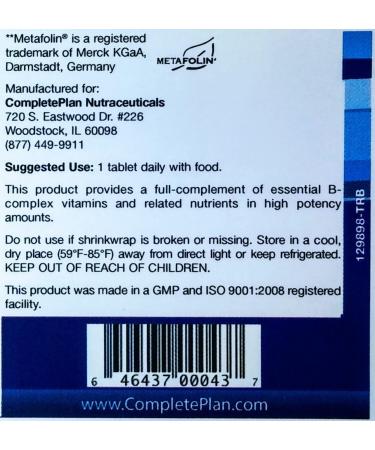 **Metafolin® is a registered
trademark of Merck KGaA,
Darmstadt, Germany
METAFOLIN®
Manufactured for:
CompletePlan Nutraceuticals
720 S. Eastwood Dr. #226
Woodstock, IL 60098
(877) 449-9911
Suggested Use: 1 tablet daily with food.
This product provides a full-complement of essential B-
complex vitamins and related nutrients in high potency
amounts.
Do not use if shrinkwrap is broken or missing. Store in a cool,
dry place (59°F-85°F) away from direct light or keep refrigerated.
KEEP OUT OF REACH OF CHILDREN.
This product was made in a GMP and ISO 9001:2008 registered
facility.
129898-TRB
6 46437 00043 7
www.CompletePlan.com